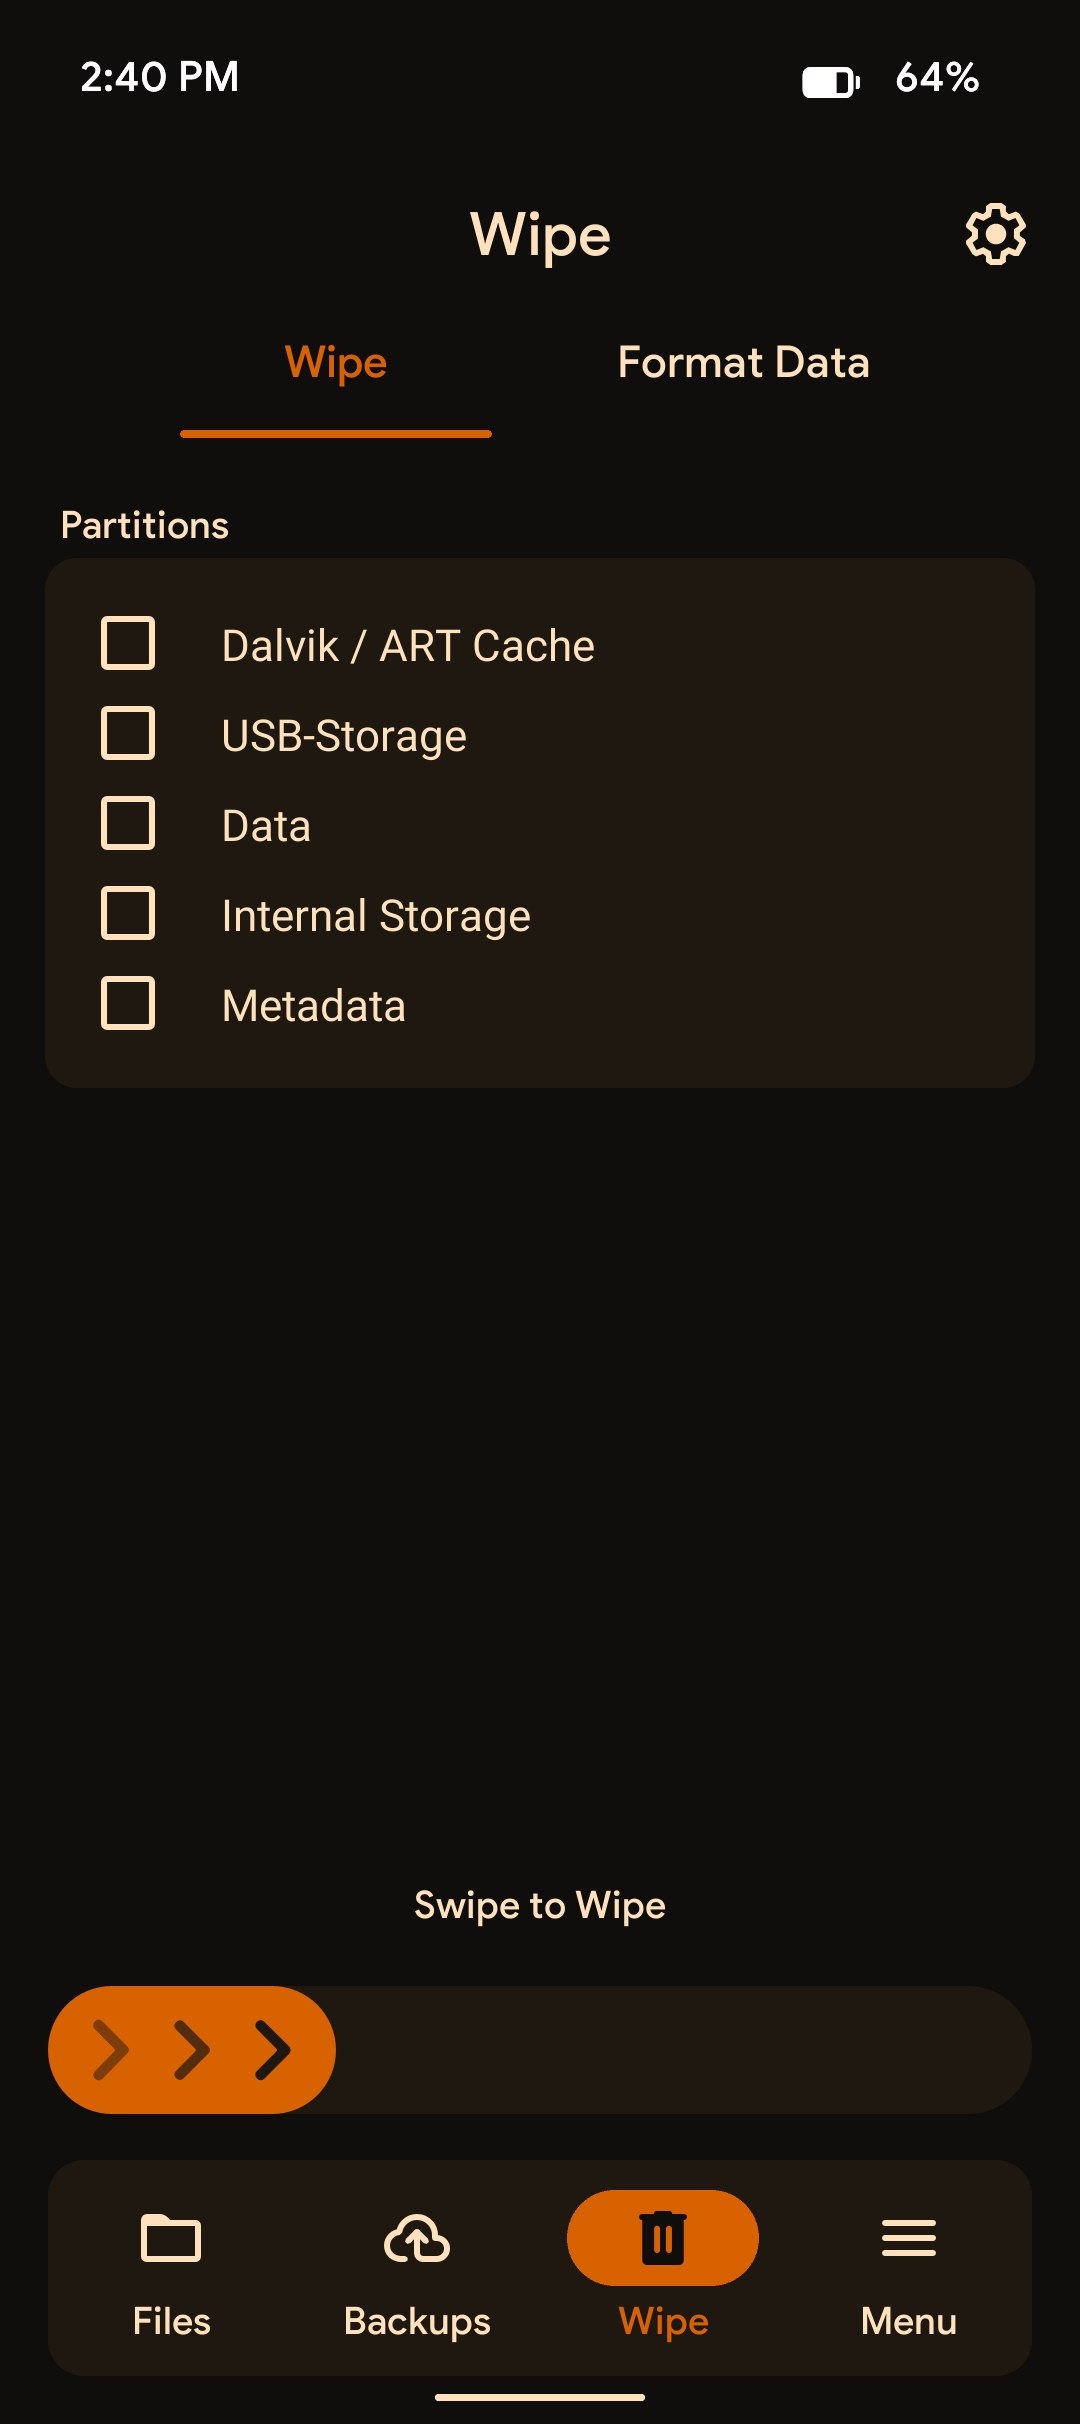 2:40 PM 64%
Wipe
Wipe Format Data
Partitions
Dalvik / ART Cache
USB-Storage
Data
Internal Storage
Metadata
Swipe to Wipe
Files Backups Wipe Menu